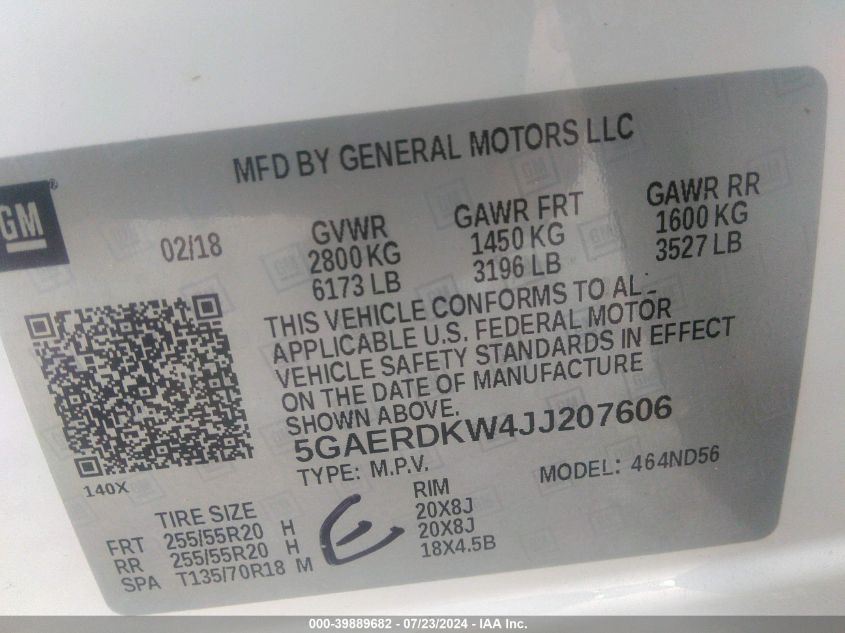 MFD BY GENERAL MOTORS LLC
GM®
02/18
GVWR
2800 KG
6173 LB
GAWR FRT
1450 KG
3196 LB
GAWR RR
1600 KG
3527 LB
THIS VEHICLE CONFORMS TO AL
APPLICABLE U.S. FEDERAL MOTOR
VEHICLE SAFETY STANDARDS IN EFFECT
ON THE DATE OF MANUFACTURE
SHOWN ABOVE.
5GAERDKW4JJ207606
TYPE: M.P.V.
MODEL: 464ND56
140X
TIRE SIZE
RIM
FRT 255/55R20 H 20X8J
RR 255/55R20 H 20X8J
SPA T135/70R18 M 18X4.5B
E
000-39889682 - 07/23/2024 - IAA Inc.